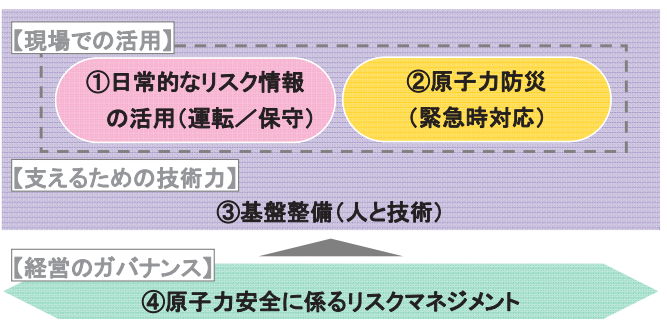 【現場での活用】
①日常的なリスク情報
の活用(運転／保守)
②原子力防災
(緊急時対応)
【支えるための技術力】
③基盤整備(人と技術)
【経営のガバナンス】
④原子力安全に係るリスクマネジメント